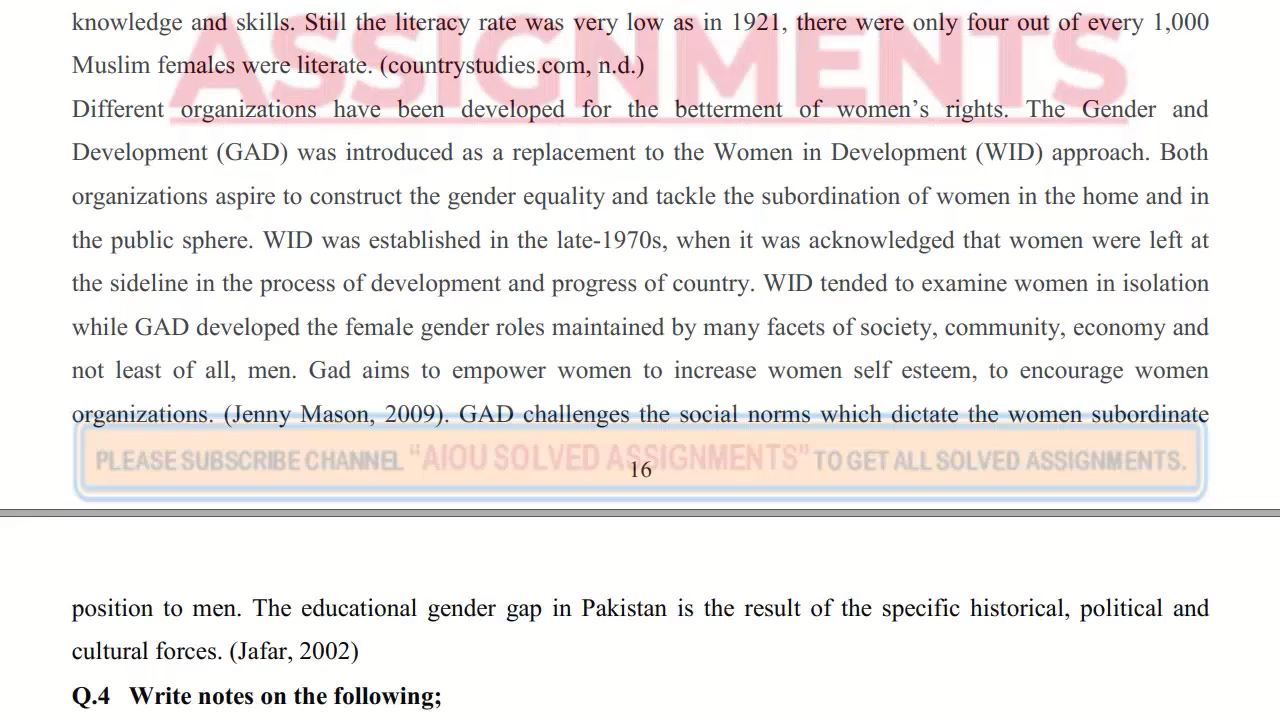 ASSIGNMENTS
knowledge and skills. Still the literacy rate was very low as in 1921, there were only four out of every 1,000
Muslim females were literate. (countrystudies.com, n.d.)
Different organizations have been developed for the betterment of women’s rights. The Gender and
Development (GAD) was introduced as a replacement to the Women in Development (WID) approach. Both
organizations aspire to construct the gender equality and tackle the subordination of women in the home and in
the public sphere. WID was established in the late-1970s, when it was acknowledged that women were left at
the sideline in the process of development and progress of country. WID tended to examine women in isolation
while GAD developed the female gender roles maintained by many facets of society, community, economy and
not least of all, men. Gad aims to empower women to increase women self esteem, to encourage women
organizations. (Jenny Mason, 2009). GAD challenges the social norms which dictate the women subordinate
PLEASE SUBSCRIBE CHANNEL “AIOU SOLVED ASSIGNMENTS” TO GET ALL SOLVED ASSIGNMENTS.
16
position to men. The educational gender gap in Pakistan is the result of the specific historical, political and
cultural forces. (Jafar, 2002)
Q.4 Write notes on the following;